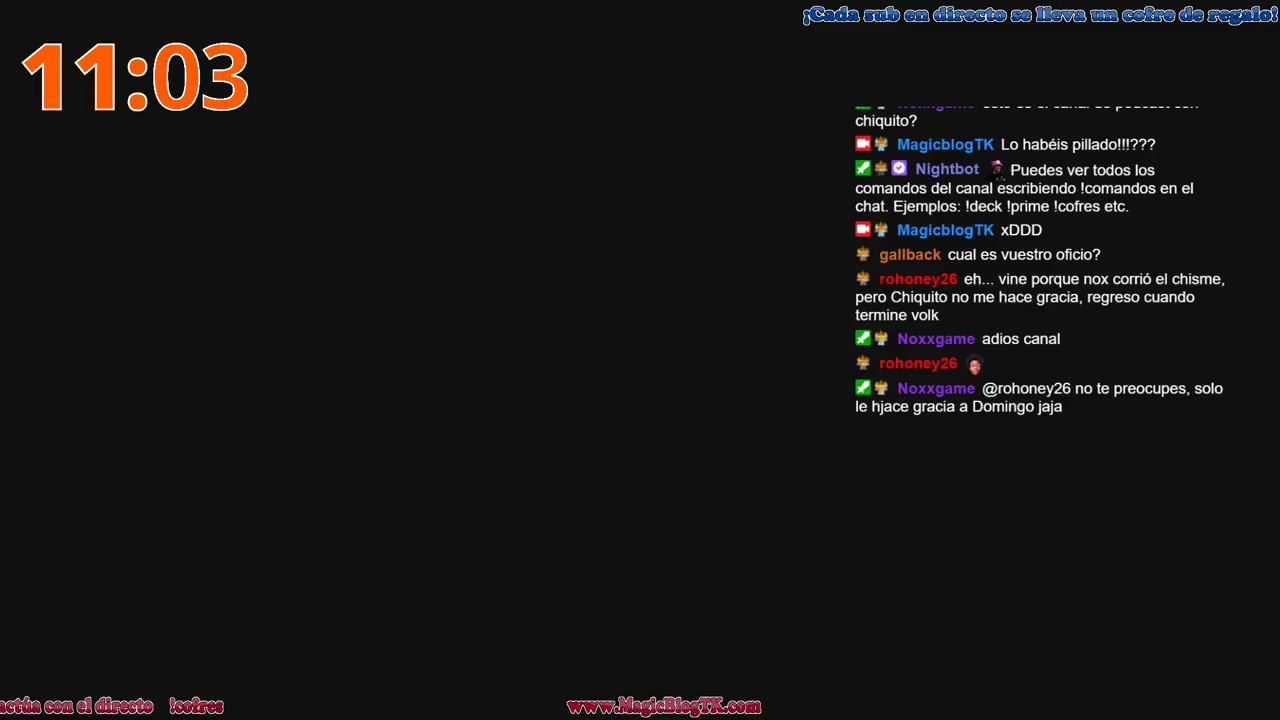 ¡Cada sub en directo se lleva un cofre de regalo!
11:03
chiquito?
MagicblogTK Lo habéis pillado!!!???
Nightbot Puedes ver todos los
comandos del canal escribiendo !comandos en el
chat. Ejemplos: !deck !prime !cofres etc.
MagicblogTK xDDD
gallback cual es vuestro oficio?
rohoney26 eh... vine porque nox corrió el chisme,
pero Chiquito no me hace gracia, regreso cuando
termine volk
Noxxgame adios canal
rohoney26
Noxxgame @rohoney26 no te preocupes, solo
le hjace gracia a Domingo jaja
actúa con el directo !cofres
www.MagicBlogTK.com